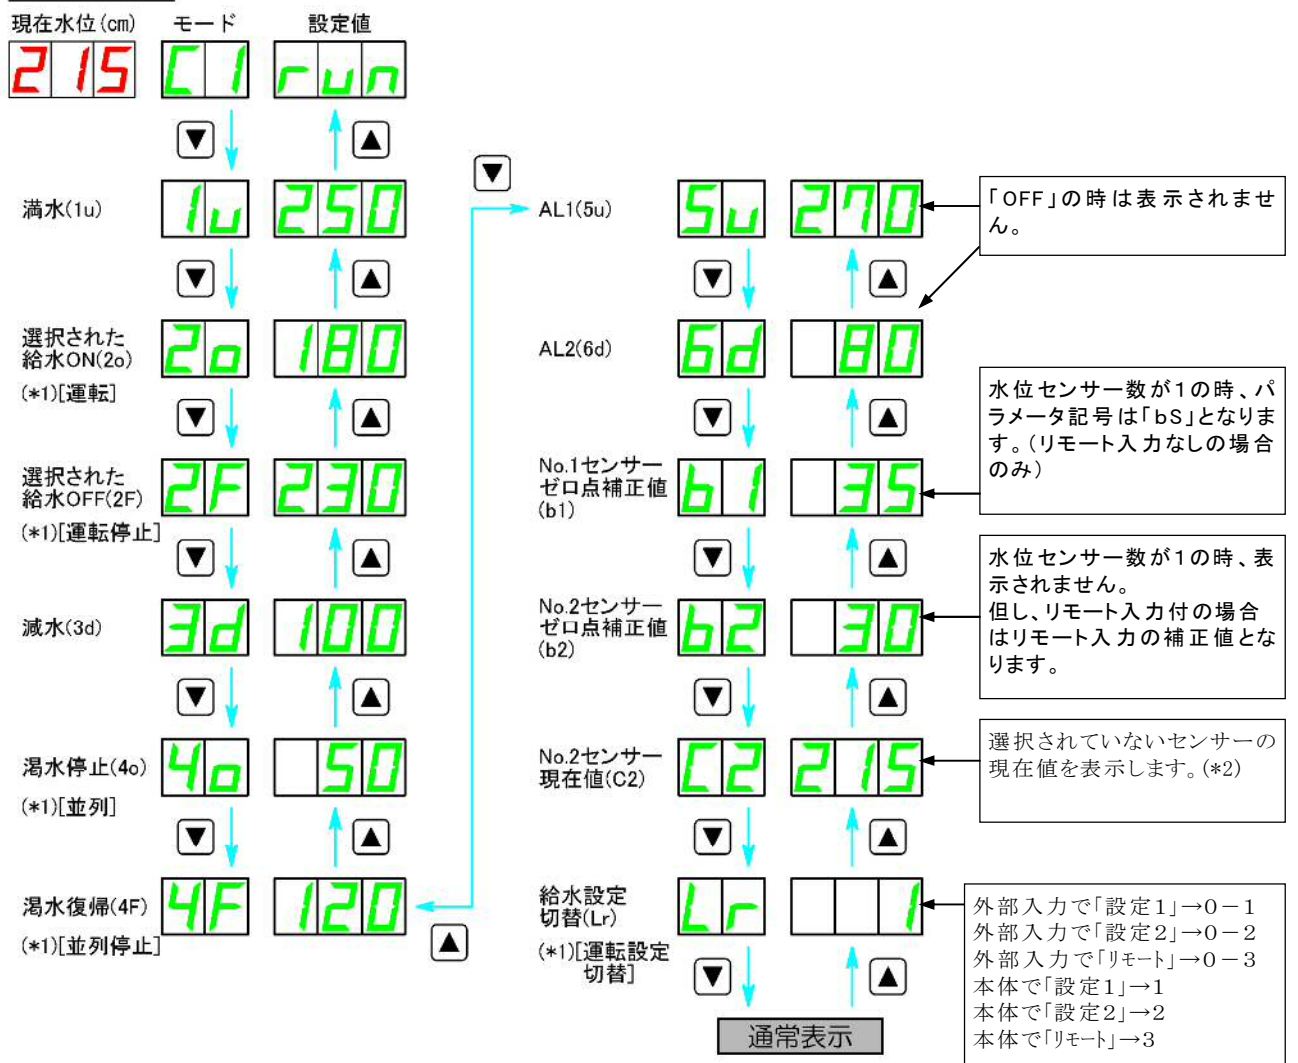 現在水位(cm) モード 設定値
215 C1 run
▼ ▲
満水(1u) 1u 250
▼ ▲
選択された
給水ON(2o) 2o 180
(*1)[運転]
▼ ▲
選択された
給水OFF(2F) 2F 230
(*1)[運転停止]
▼ ▲
減水(3d) 3d 100
▼ ▲
渇水停止(4o) 4o 50
(*1)[並列]
▼ ▲
渇水復帰(4F) 4F 120
(*1)[並列停止]
▼
▲
AL1(5u) 5u 270
「OFF」の時は表示されませ
ん。
▼ ▲
AL2(6d) 6d 80
▼ ▲
No.1センサー
ゼロ点補正値
(b1) b1 35
水位センサー数が1の時、パ
ラメータ記号は「bS」となりま
す。(リモート入力なしの場合
のみ)
▼ ▲
No.2センサー
ゼロ点補正値
(b2) b2 30
水位センサー数が1の時、表
示されません。
但し、リモート入力付の場合
はリモート入力の補正値とな
ります。
▼ ▲
No.2センサー
現在値(C2) C2 215
選択されていないセンサーの
現在値を表示します。(*2)
▼ ▲
給水設定
切替(Lr) Lr 1
(*1)[運転設定
切替]
外部入力で「設定1」→0-1
外部入力で「設定2」→0-2
外部入力で「リモート」→0-3
本体で「設定1」→1
本体で「設定2」→2
本体で「リモート」→3
▼ ▲
通常表示